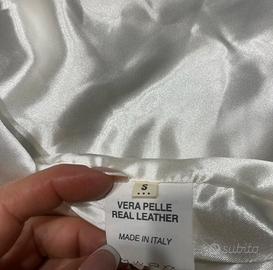 S
...
VERA PELLE
REAL LEATHER
MADE IN ITALY
subito